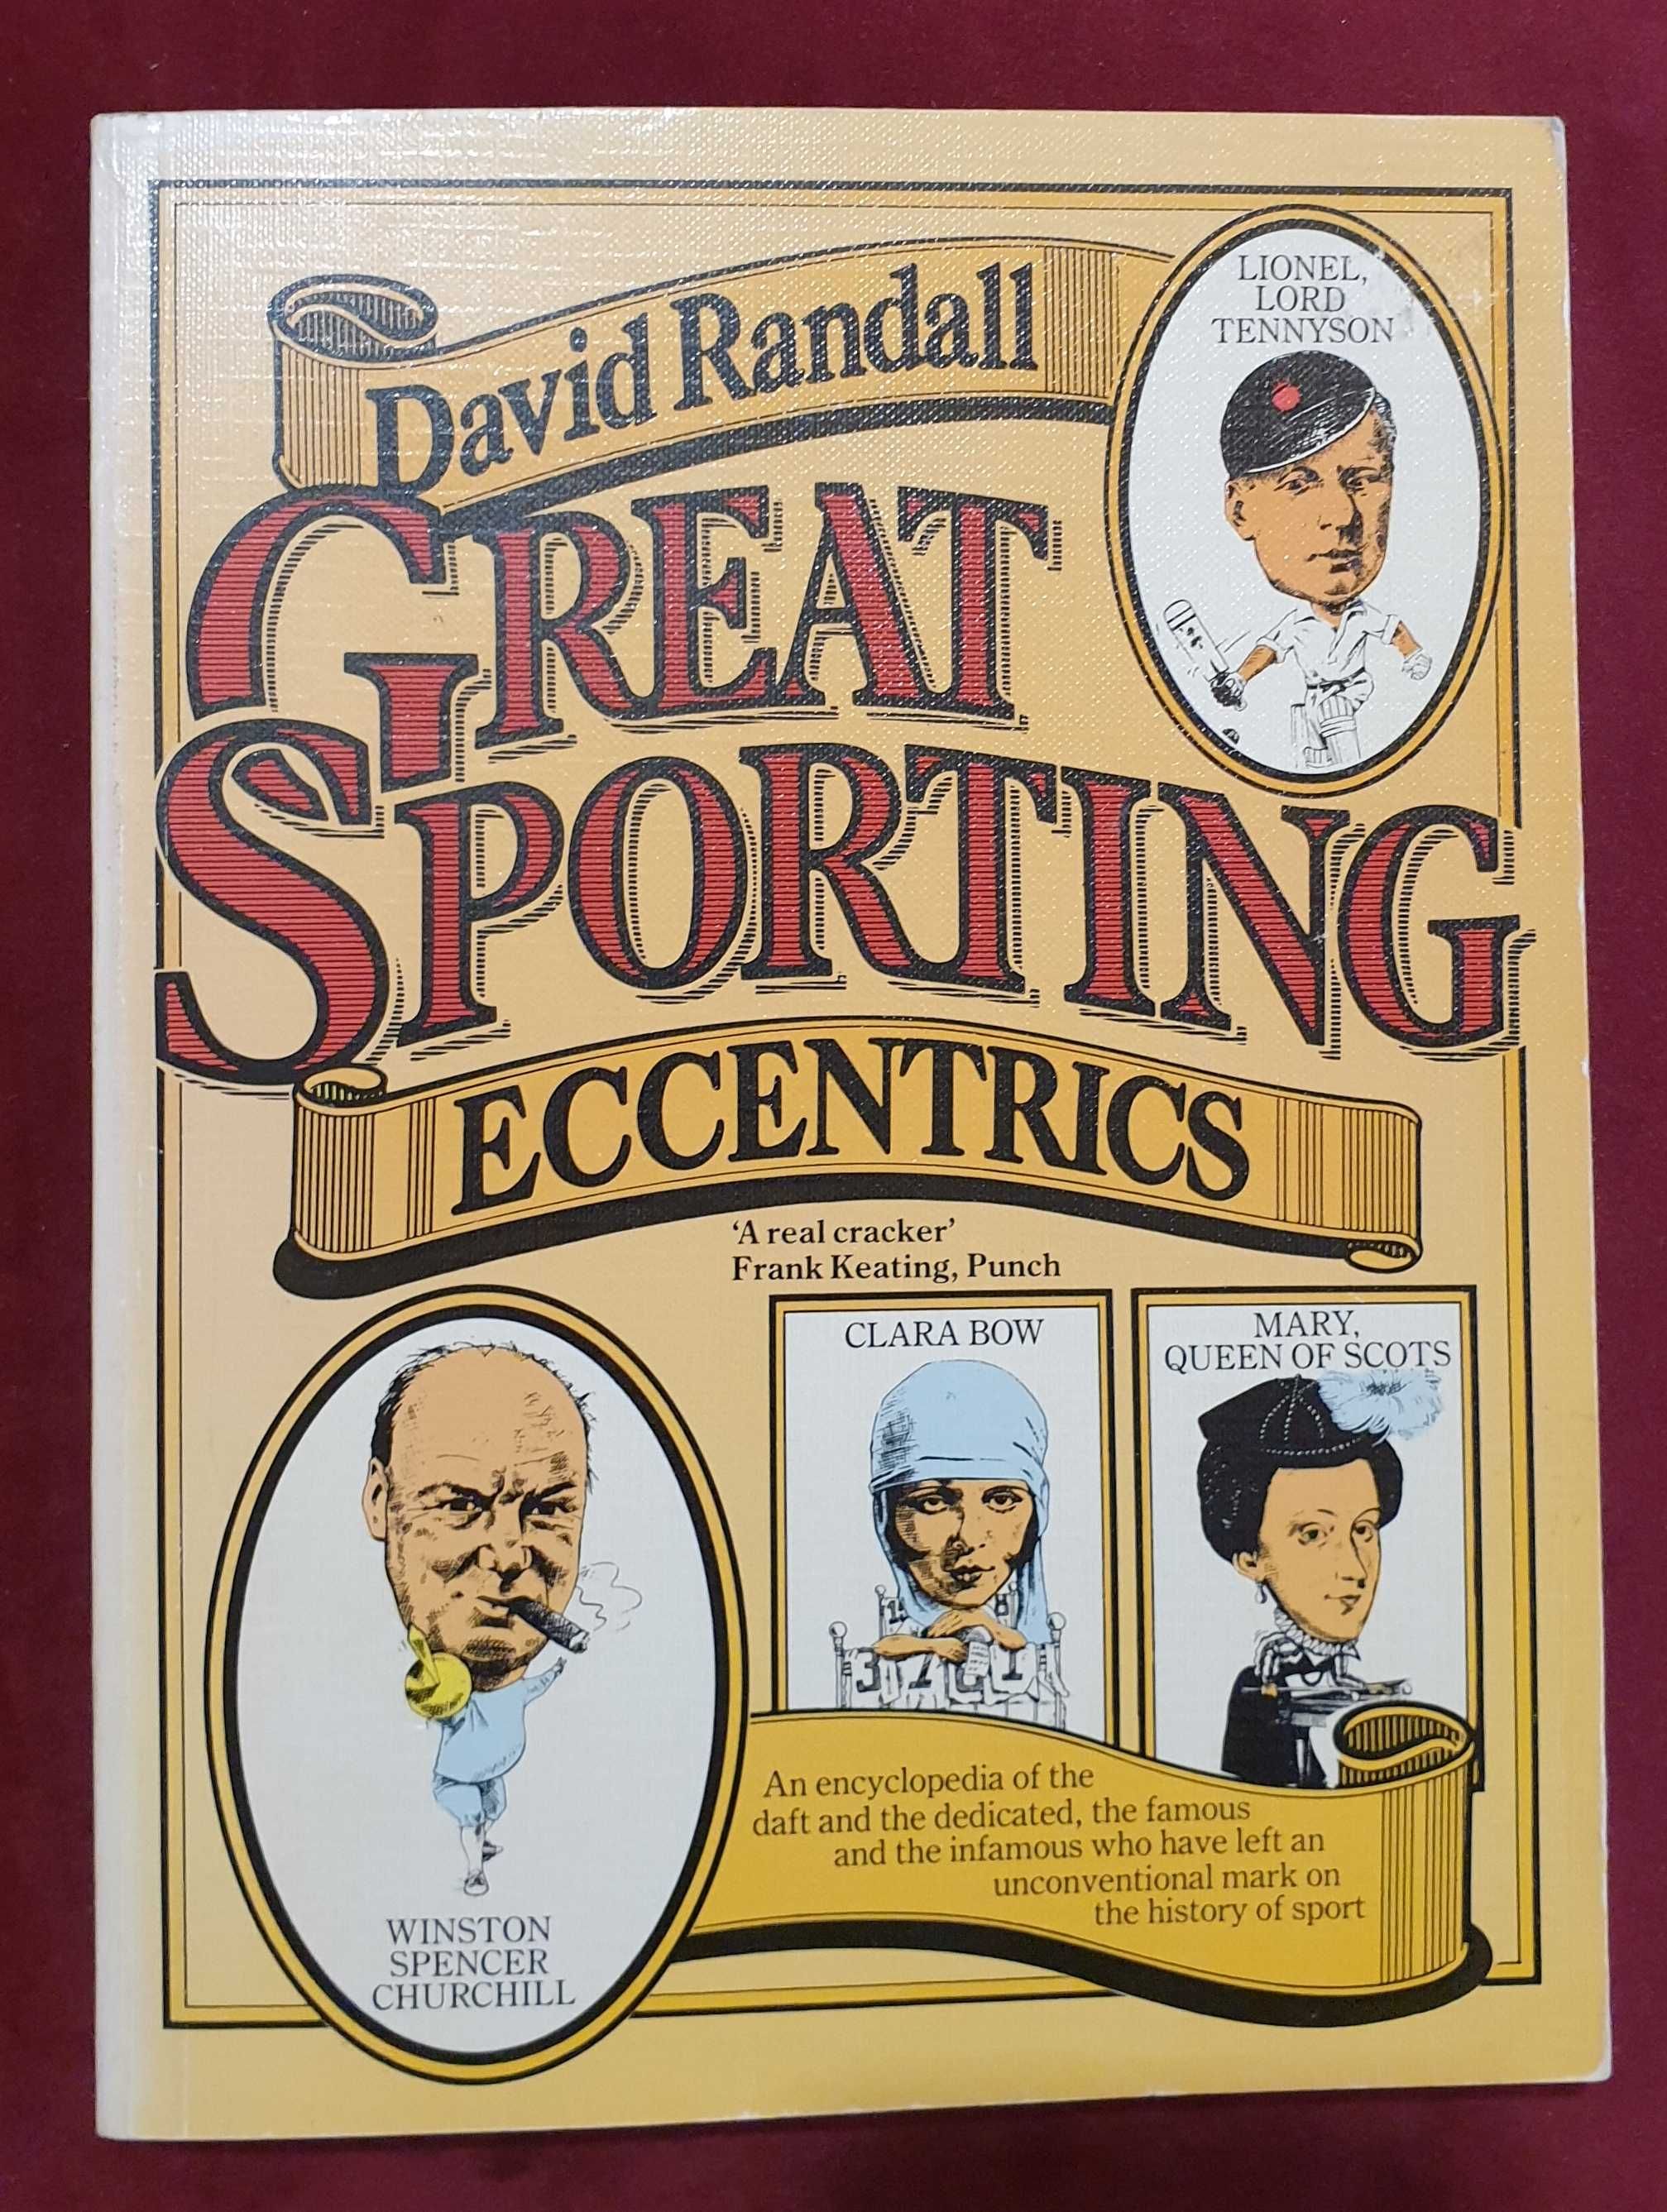 David Randall
LIONEL,
LORD
TENNYSON
GREAT
SPORTING
ECCENTRICS
‘A real cracker’
Frank Keating, Punch
CLARA BOW
MARY,
QUEEN OF SCOTS
An encyclopedia of the
daft and the dedicated, the famous
and the infamous who have left an
unconventional mark on
the history of sport
WINSTON
SPENCER
CHURCHILL